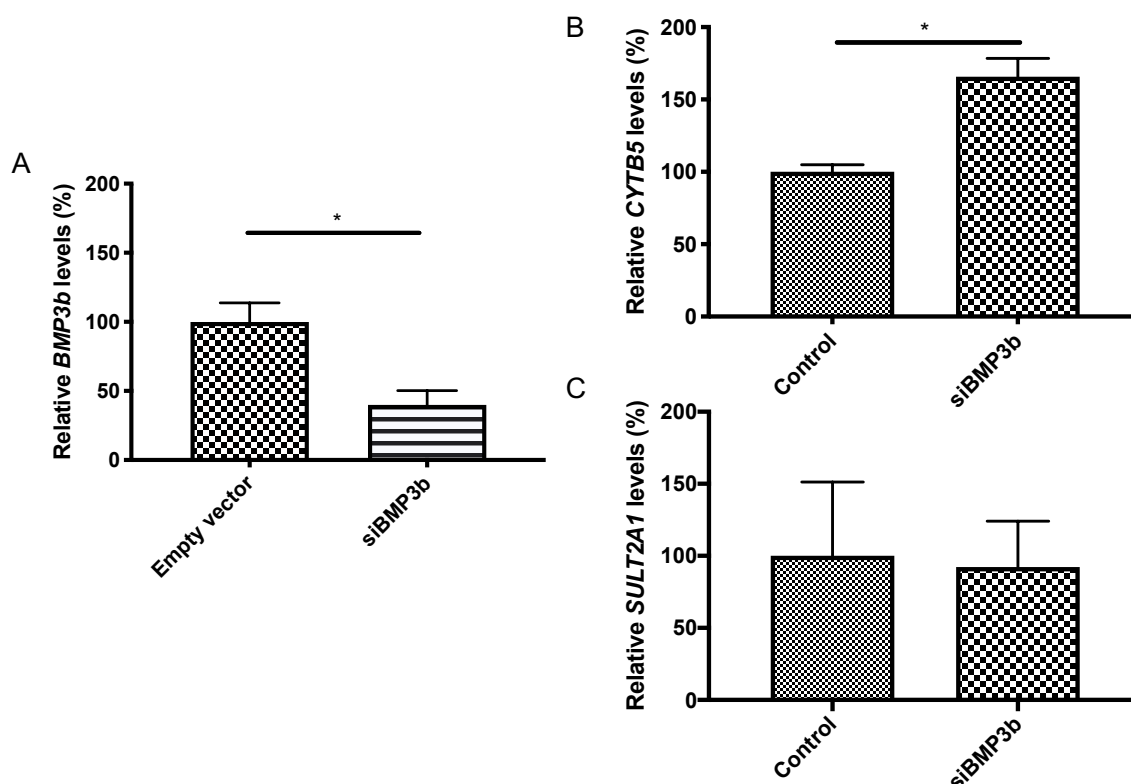 A
Relative BMP3b levels (%)
200
150
100
50
0
*
Empty vector
siBMP3b
B
Relative CYTB5 levels (%)
200
150
100
50
0
*
Control
siBMP3b
C
Relative SULT2A1 levels (%)
200
150
100
50
0
Control
siBMP3b